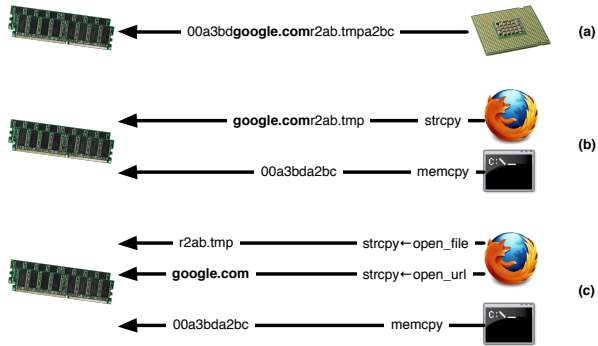 00a3bdgoogle.comr2ab.tmpa2bc (a)
google.comr2ab.tmp strcpy
(b)
00a3bda2bc memcpy C:\_
r2ab.tmp strcpy←open_file
google.com strcpy←open_url
(c)
00a3bda2bc memcpy C:\_